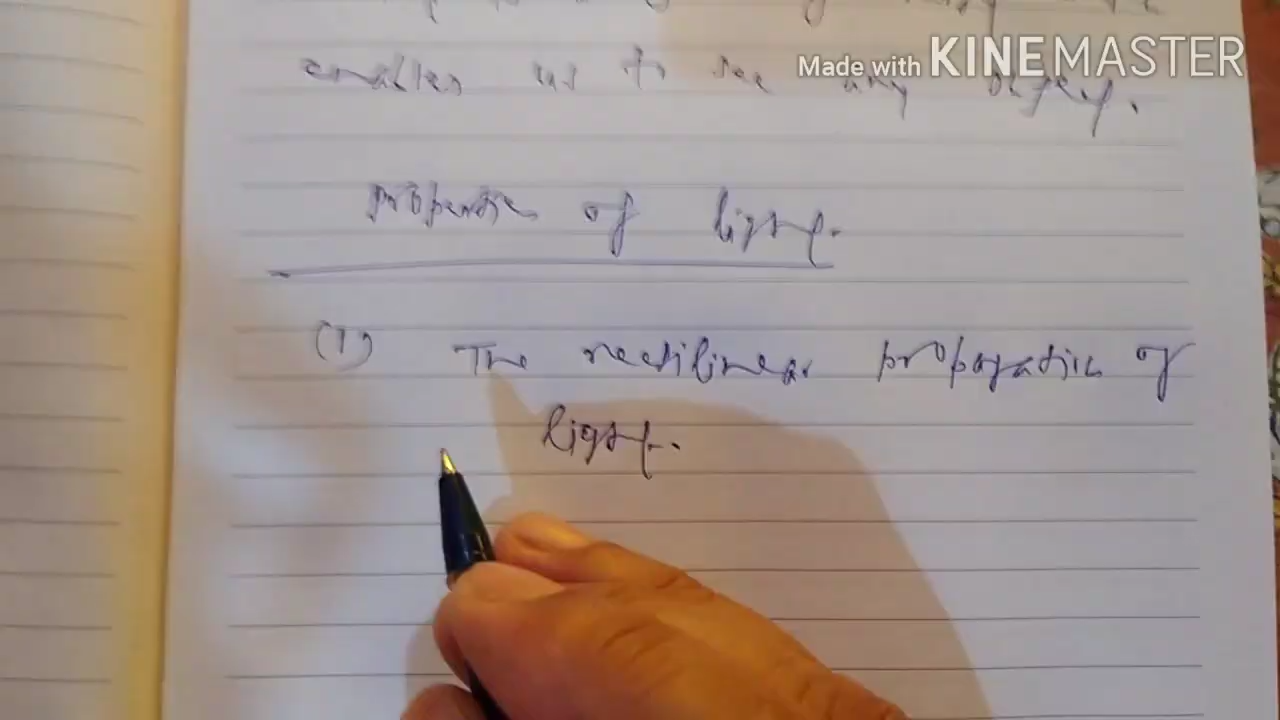 Made with KINEMASTER
enables us to see any object.
Properties of light.
(1) The rectilinear propagation of
light.